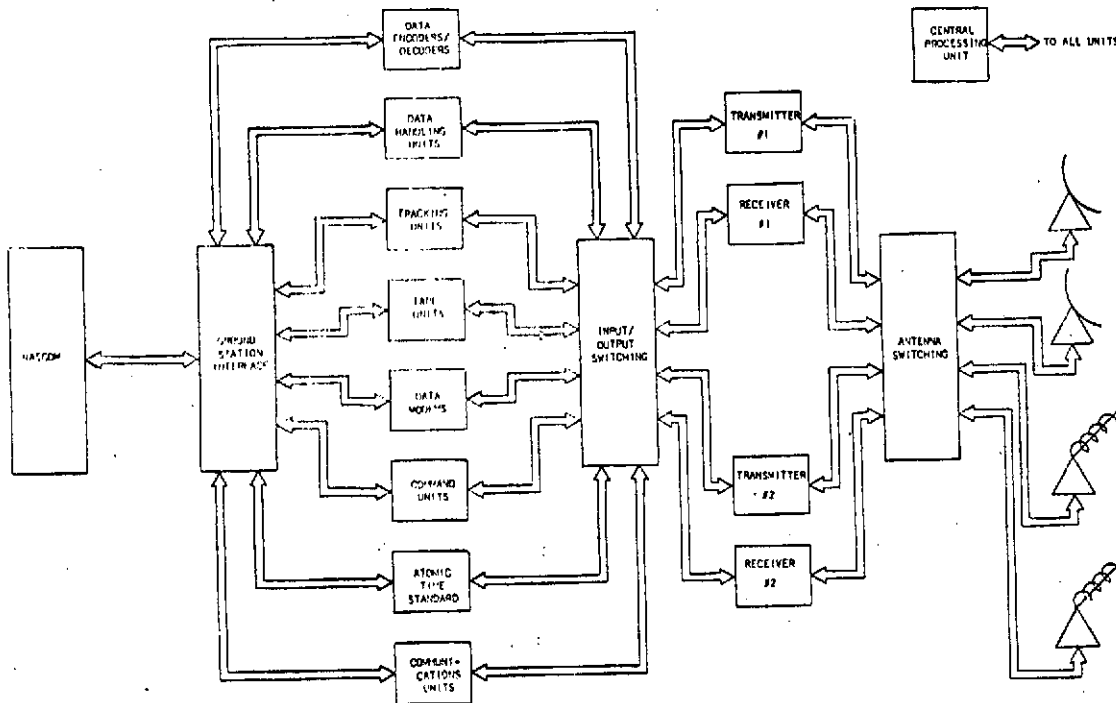 DATA
ENCODERS/
DECODERS
CENTRAL
PROCESSING
UNIT
TO ALL UNITS
DATA
HANDLING
UNITS
TRANSMITTER
#1
TRACKING
UNITS
RECEIVER
#1
TAPE
UNITS
NASCOM
GROUND
STATION
INTERFACE
INPUT/
OUTPUT
SWITCHING
ANTENNA
SWITCHING
DATA
MODEMS
COMMAND
UNITS
TRANSMITTER
#2
ATOMIC
TIME
STANDARD
RECEIVER
#2
COMMUNI-
CATIONS
UNITS